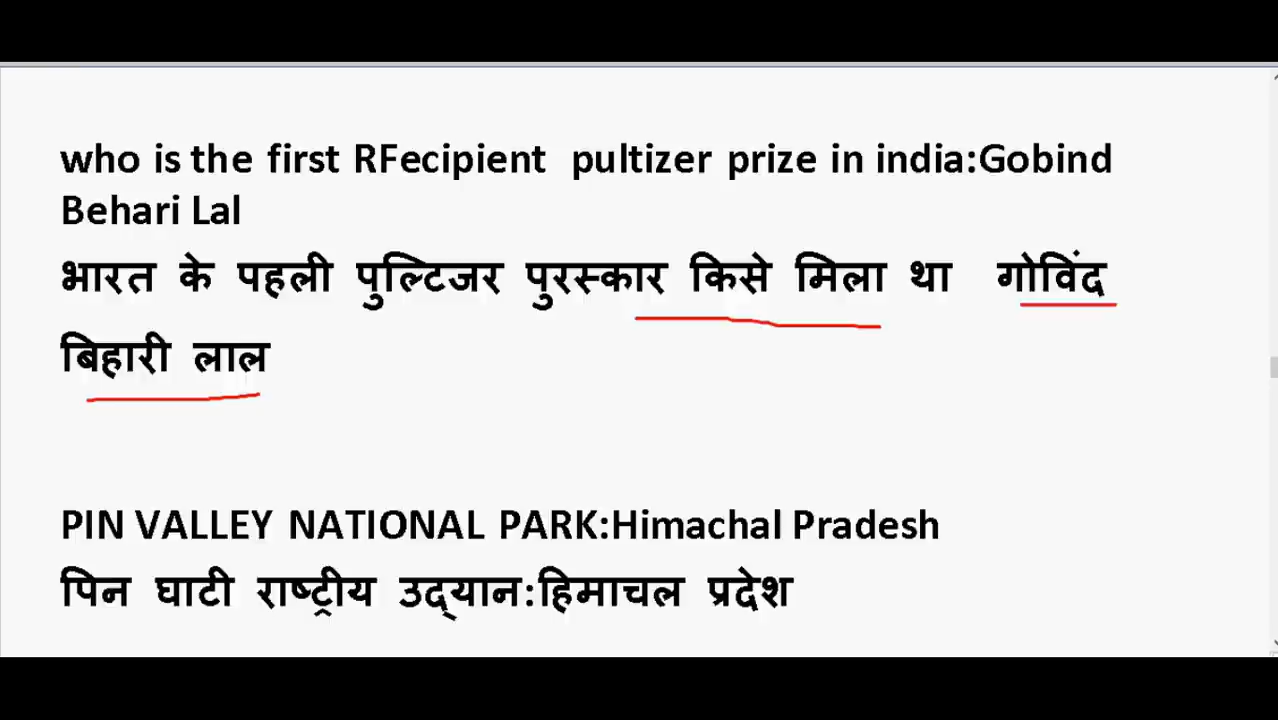 who is the first RFecipient pultizer prize in india:Gobind
Behari Lal
भारत के पहली पुल्टिजर पुरस्कार किसे मिला था गोविंद
बिहारी लाल
PIN VALLEY NATIONAL PARK:Himachal Pradesh
पिन घाटी राष्ट्रीय उद्यान:हिमाचल प्रदेश